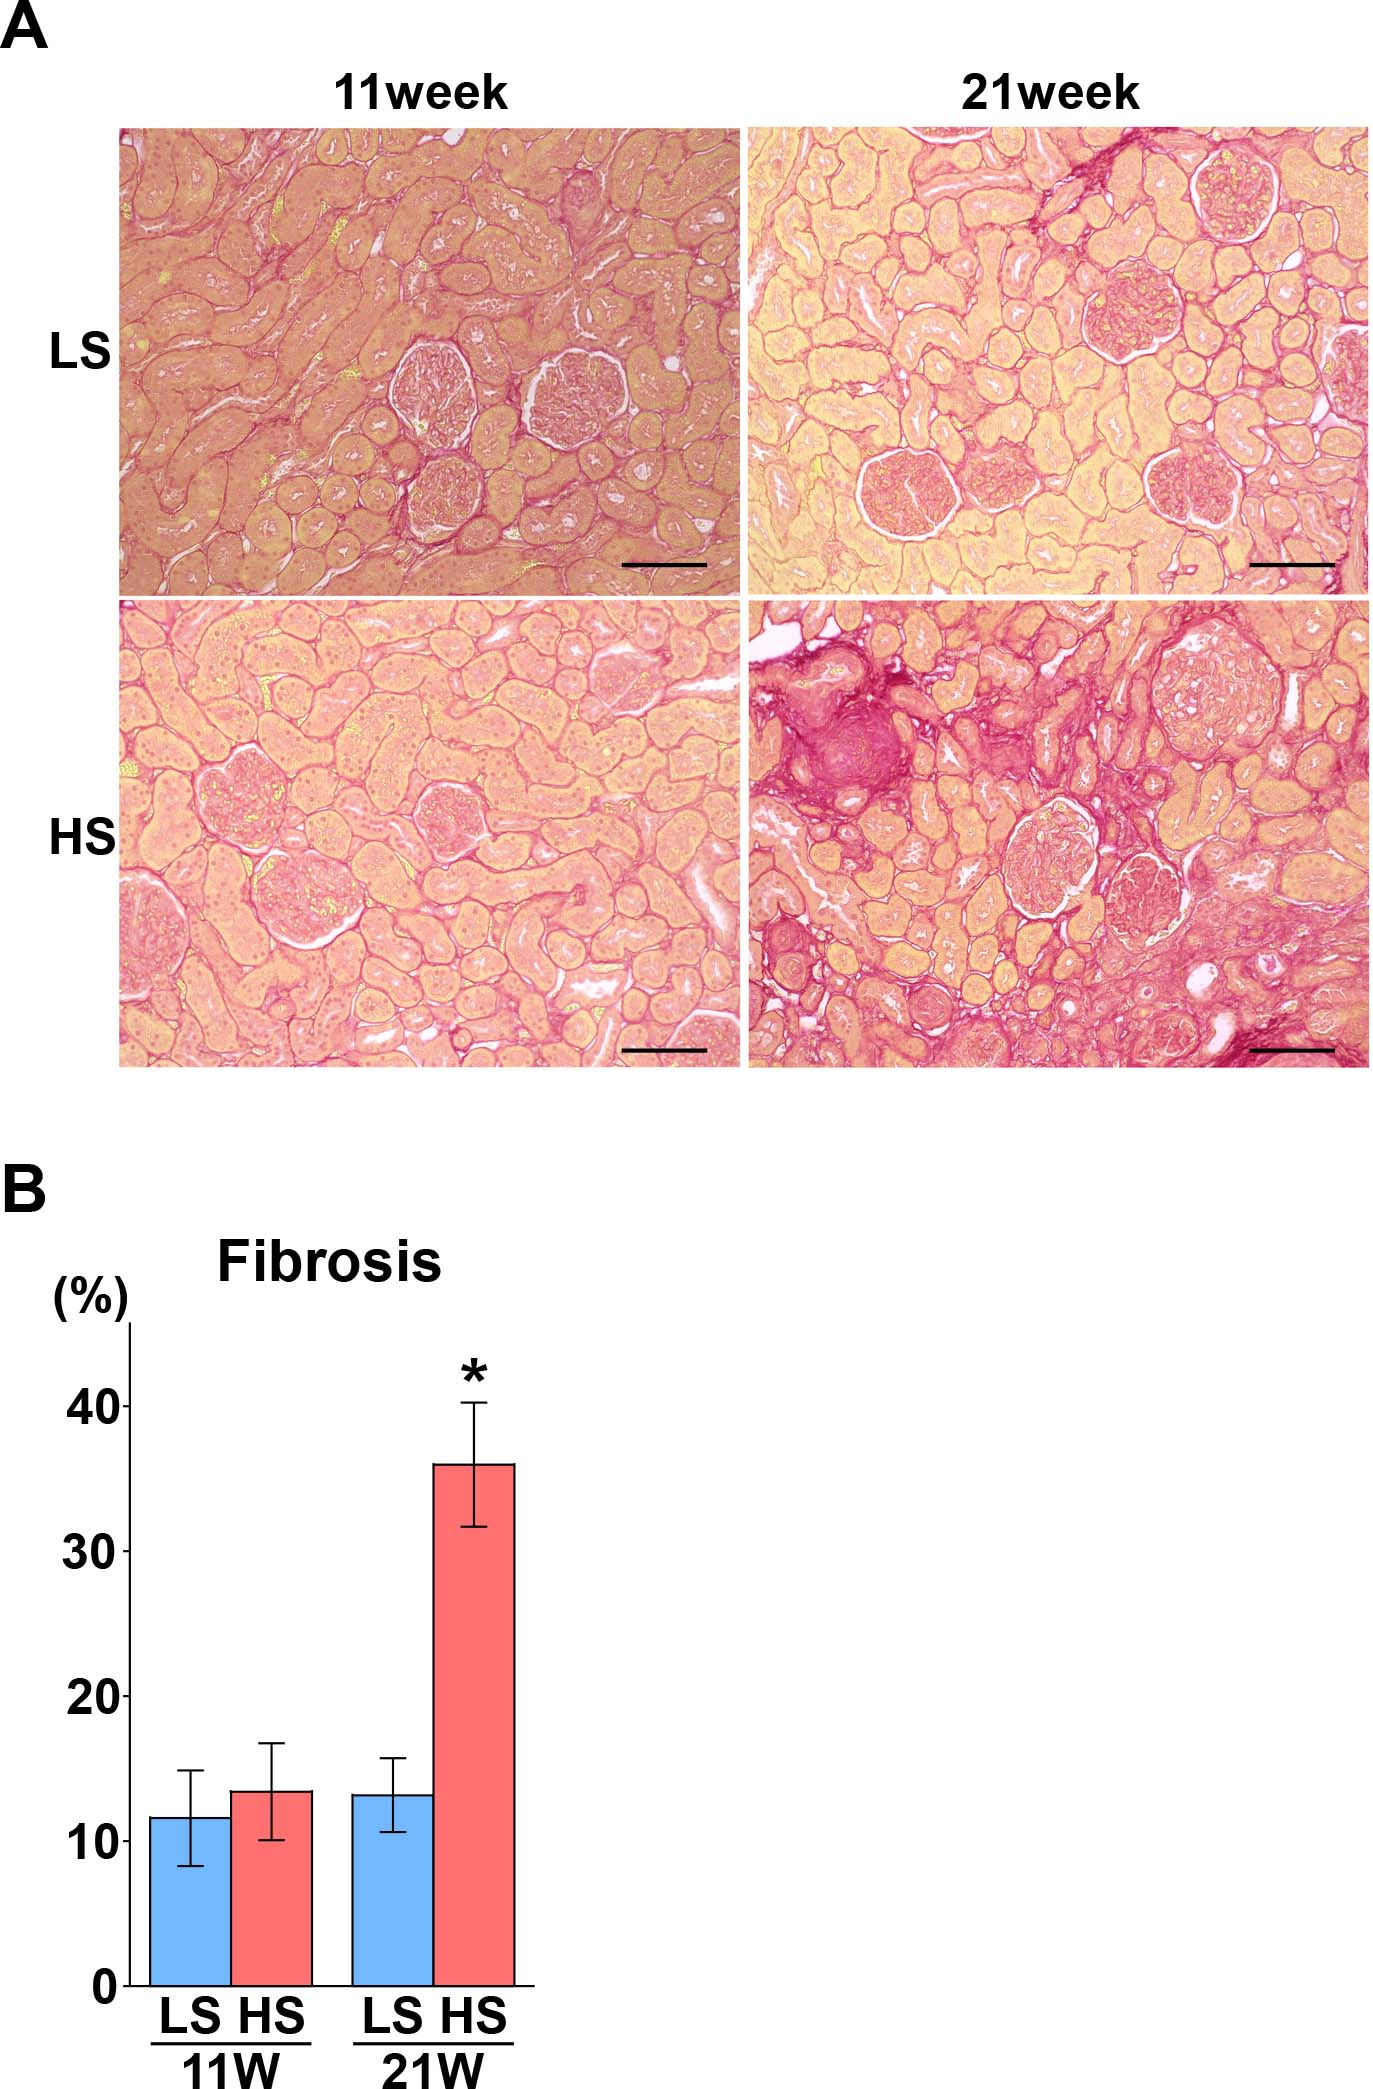 A
11week 21week
LS
HS
B
Fibrosis
(%)
*
40
30
20
10
0
LS HS LS HS
11W 21W